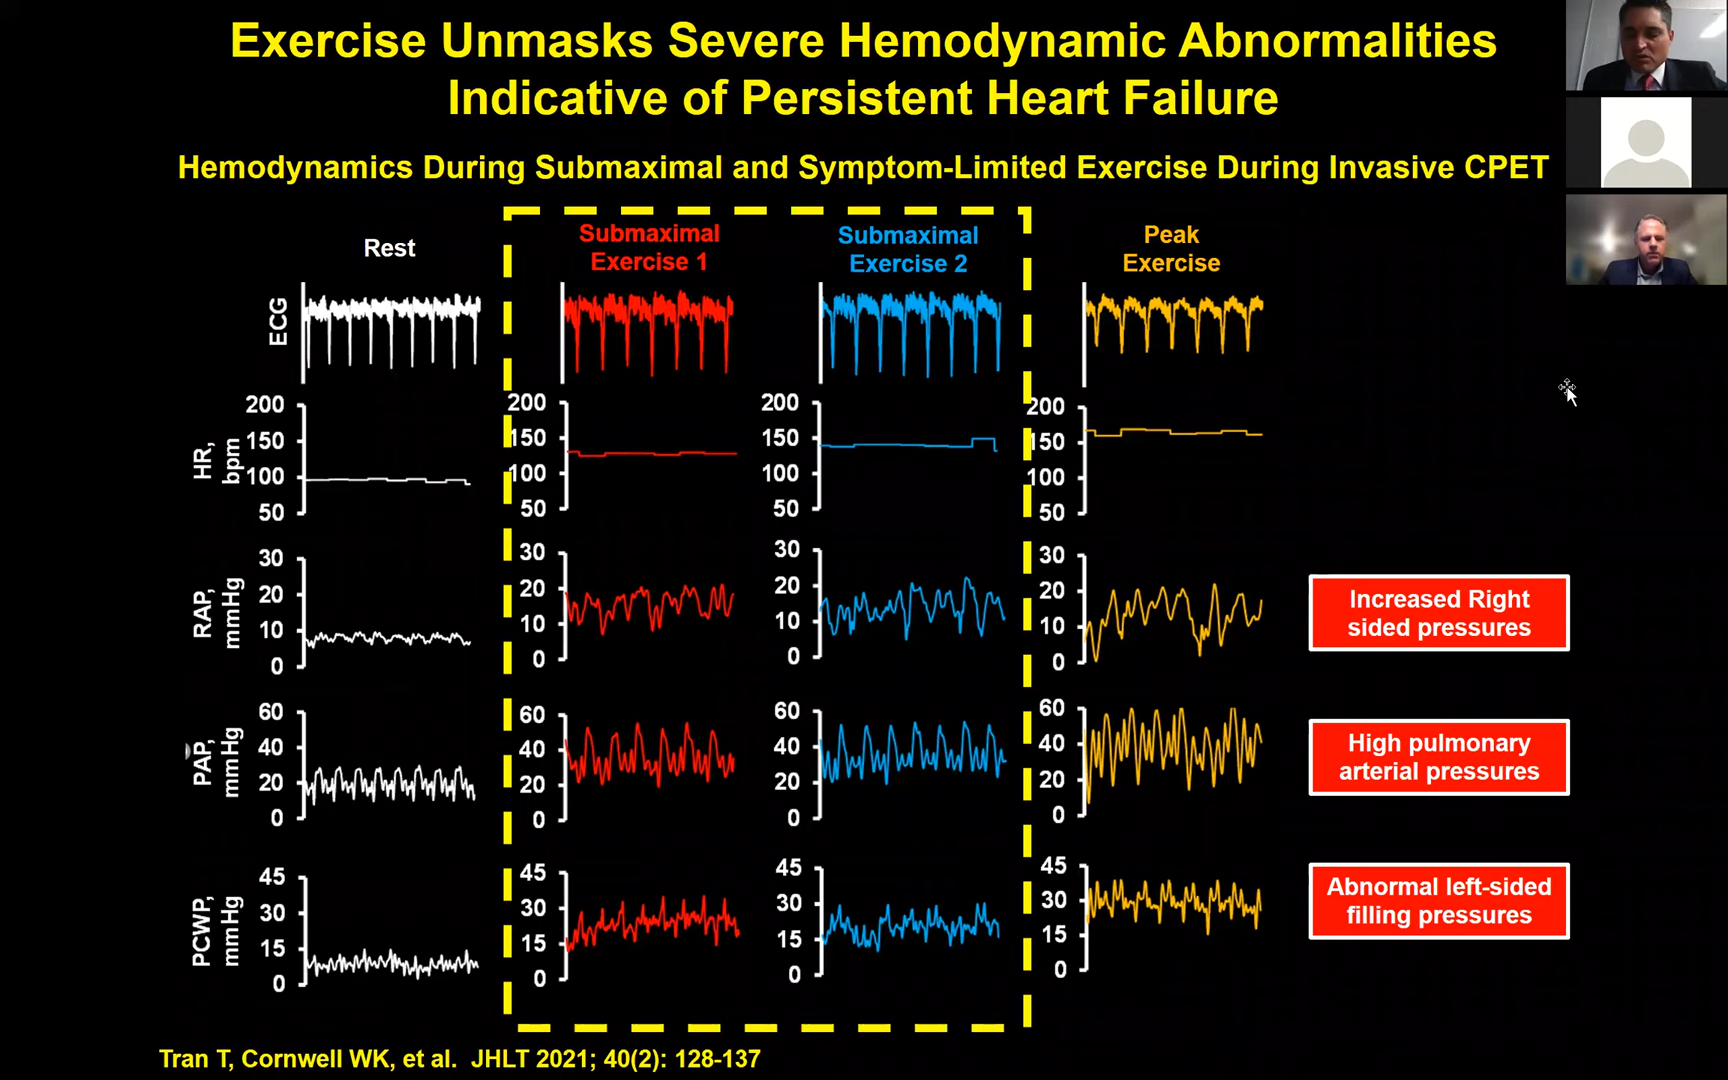 Exercise Unmasks Severe Hemodynamic Abnormalities
Indicative of Persistent Heart Failure
Hemodynamics During Submaximal and Symptom-Limited Exercise During Invasive CPET
Rest
Submaximal
Exercise 1
Submaximal
Exercise 2
Peak
Exercise
ECG
HR,
bpm
200
150
100
50
200
150
100
50
200
150
100
50
200
150
100
50
RAP,
mmHg
30
20
10
0
30
20
10
0
30
20
10
0
30
20
10
0
Increased Right
sided pressures
PAP,
mmHg
60
40
20
0
60
40
20
0
60
40
20
0
60
40
20
0
High pulmonary
arterial pressures
PCWP,
mmHg
45
30
15
0
45
30
15
0
45
30
15
0
45
30
15
0
Abnormal left-sided
filling pressures
Tran T, Cornwell WK, et al. JHLT 2021; 40(2): 128-137